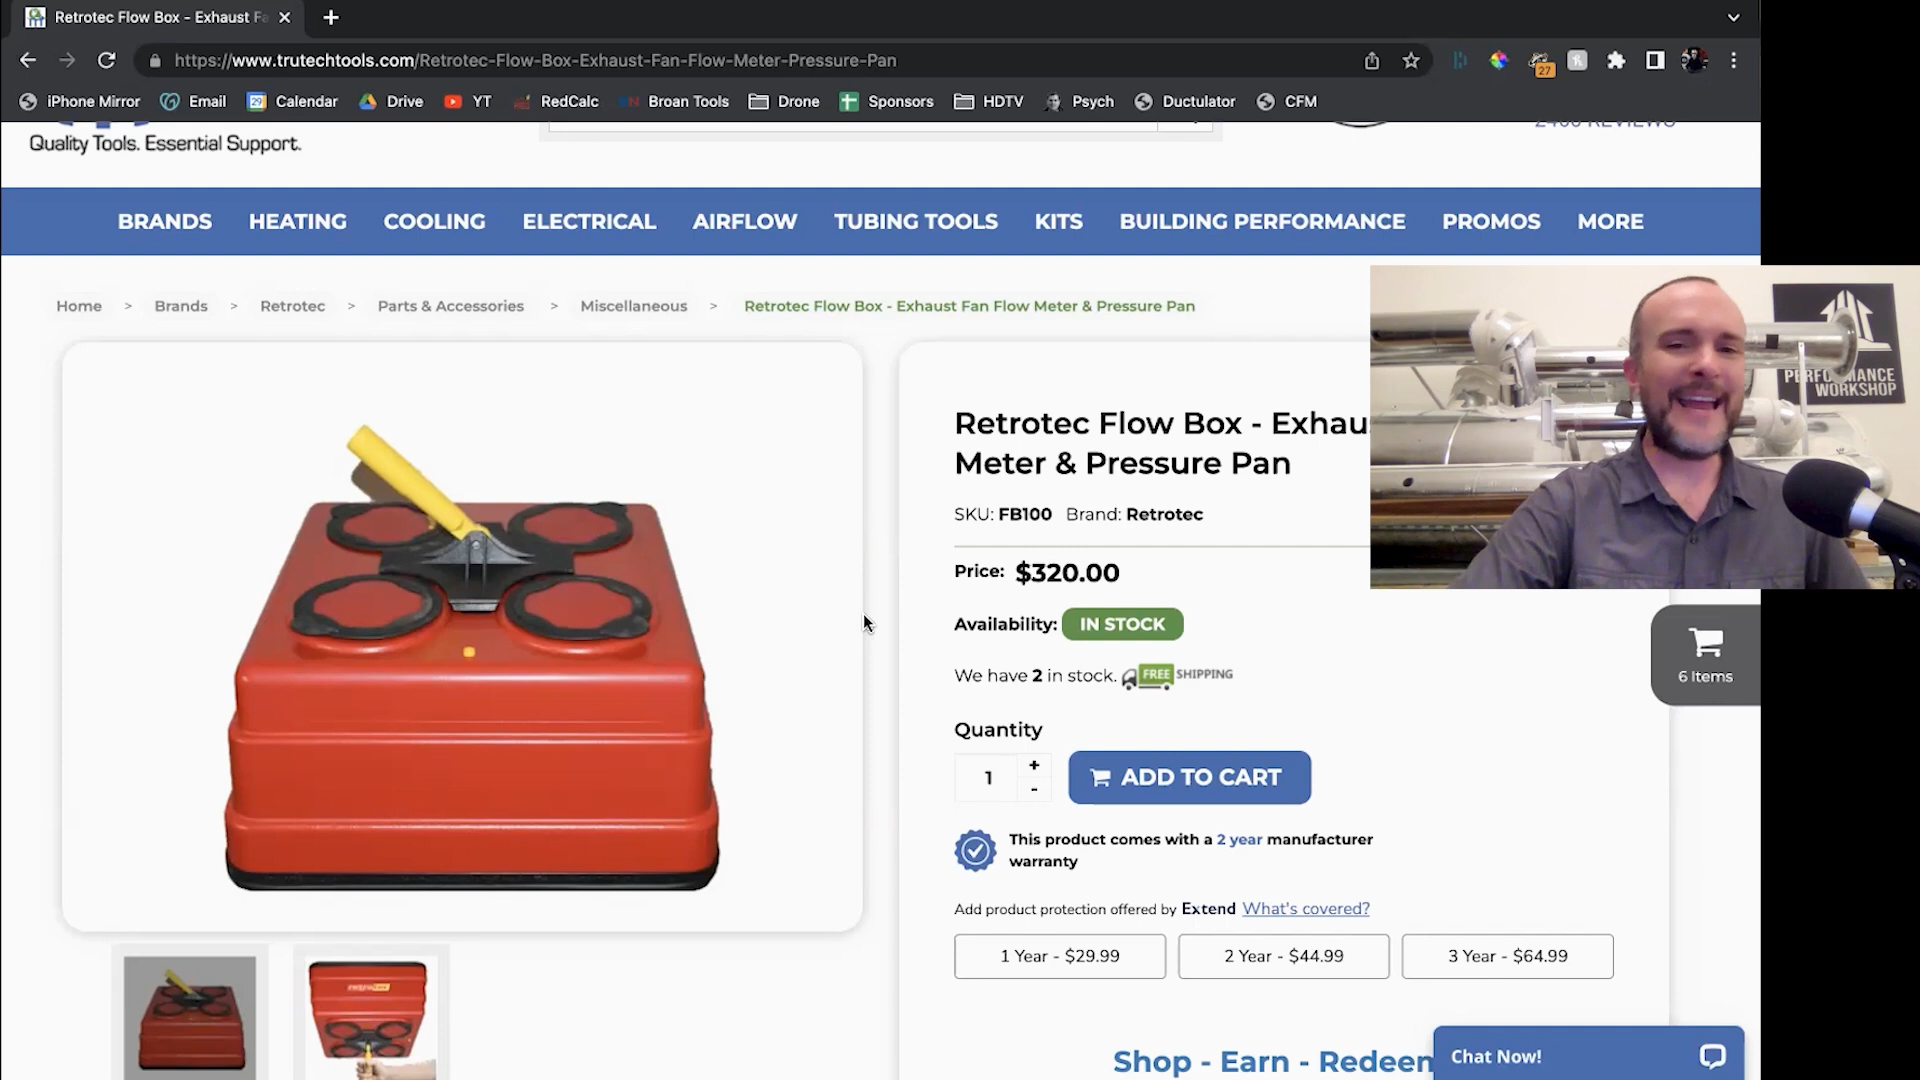 Retrotec Flow Box - Exhaust Fa
https://www.trutechtools.com/Retrotec-Flow-Box-Exhaust-Fan-Flow-Meter-Pressure-Pan
27
iPhone Mirror Email 29 Calendar Drive YT RedCalc Broan Tools Drone Sponsors HDTV Psych Ductulator CFM
Quality Tools. Essential Support.
2400 REVIEWS
BRANDS HEATING COOLING ELECTRICAL AIRFLOW TUBING TOOLS KITS BUILDING PERFORMANCE PROMOS MORE
Home > Brands > Retrotec > Parts & Accessories > Miscellaneous > Retrotec Flow Box - Exhaust Fan Flow Meter & Pressure Pan
PERFORMANCE
WORKSHOP
Retrotec Flow Box - Exhau
Meter & Pressure Pan
SKU: FB100 Brand: Retrotec
Price: $320.00
Availability: IN STOCK
We have 2 in stock. FREE SHIPPING
6 Items
Quantity
1 + -
ADD TO CART
This product comes with a 2 year manufacturer
warranty
Add product protection offered by Extend What's covered?
1 Year - $29.99 2 Year - $44.99 3 Year - $64.99
Shop - Earn - Redeem
Chat Now!